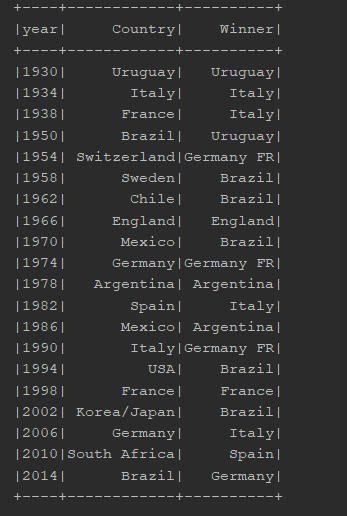 +----+------------+----------+
|year|     Country|    Winner|
+----+------------+----------+
|1930|     Uruguay|   Uruguay|
|1934|       Italy|     Italy|
|1938|      France|     Italy|
|1950|      Brazil|   Uruguay|
|1954| Switzerland|Germany FR|
|1958|      Sweden|    Brazil|
|1962|       Chile|    Brazil|
|1966|     England|   England|
|1970|      Mexico|    Brazil|
|1974|     Germany|Germany FR|
|1978|   Argentina| Argentina|
|1982|       Spain|     Italy|
|1986|      Mexico| Argentina|
|1990|       Italy|Germany FR|
|1994|         USA|    Brazil|
|1998|      France|    France|
|2002| Korea/Japan|    Brazil|
|2006|     Germany|     Italy|
|2010|South Africa|     Spain|
|2014|      Brazil|   Germany|
+----+------------+----------+